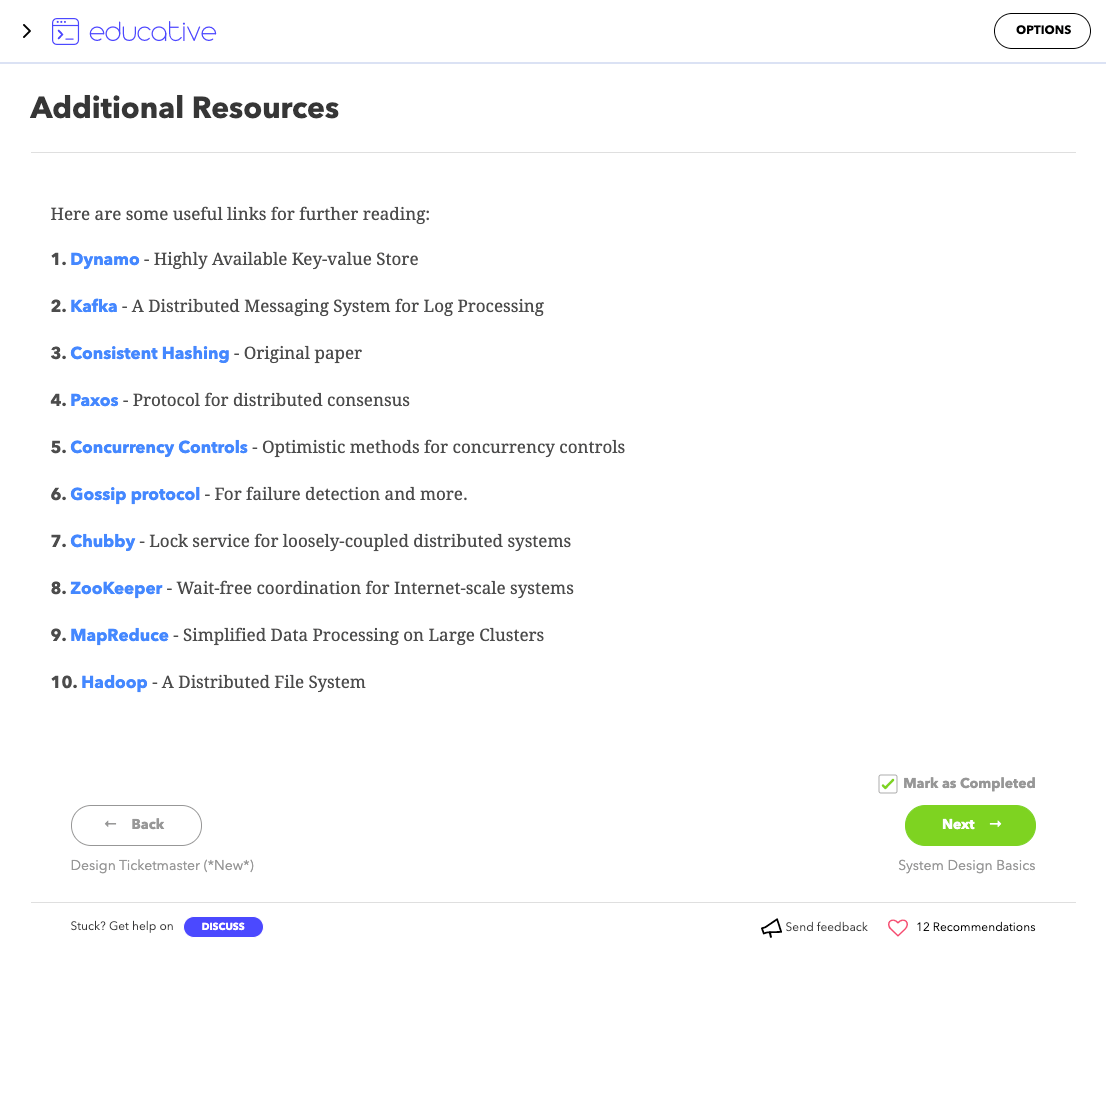 educative
OPTIONS
Additional Resources
Here are some useful links for further reading:
1. Dynamo - Highly Available Key-value Store
2. Kafka - A Distributed Messaging System for Log Processing
3. Consistent Hashing - Original paper
4. Paxos - Protocol for distributed consensus
5. Concurrency Controls - Optimistic methods for concurrency controls
6. Gossip protocol - For failure detection and more.
7. Chubby - Lock service for loosely-coupled distributed systems
8. ZooKeeper - Wait-free coordination for Internet-scale systems
9. MapReduce - Simplified Data Processing on Large Clusters
10. Hadoop - A Distributed File System
Mark as Completed
← Back
Next →
Design Ticketmaster (*New*)
System Design Basics
Stuck? Get help on DISCUSS
Send feedback
12 Recommendations